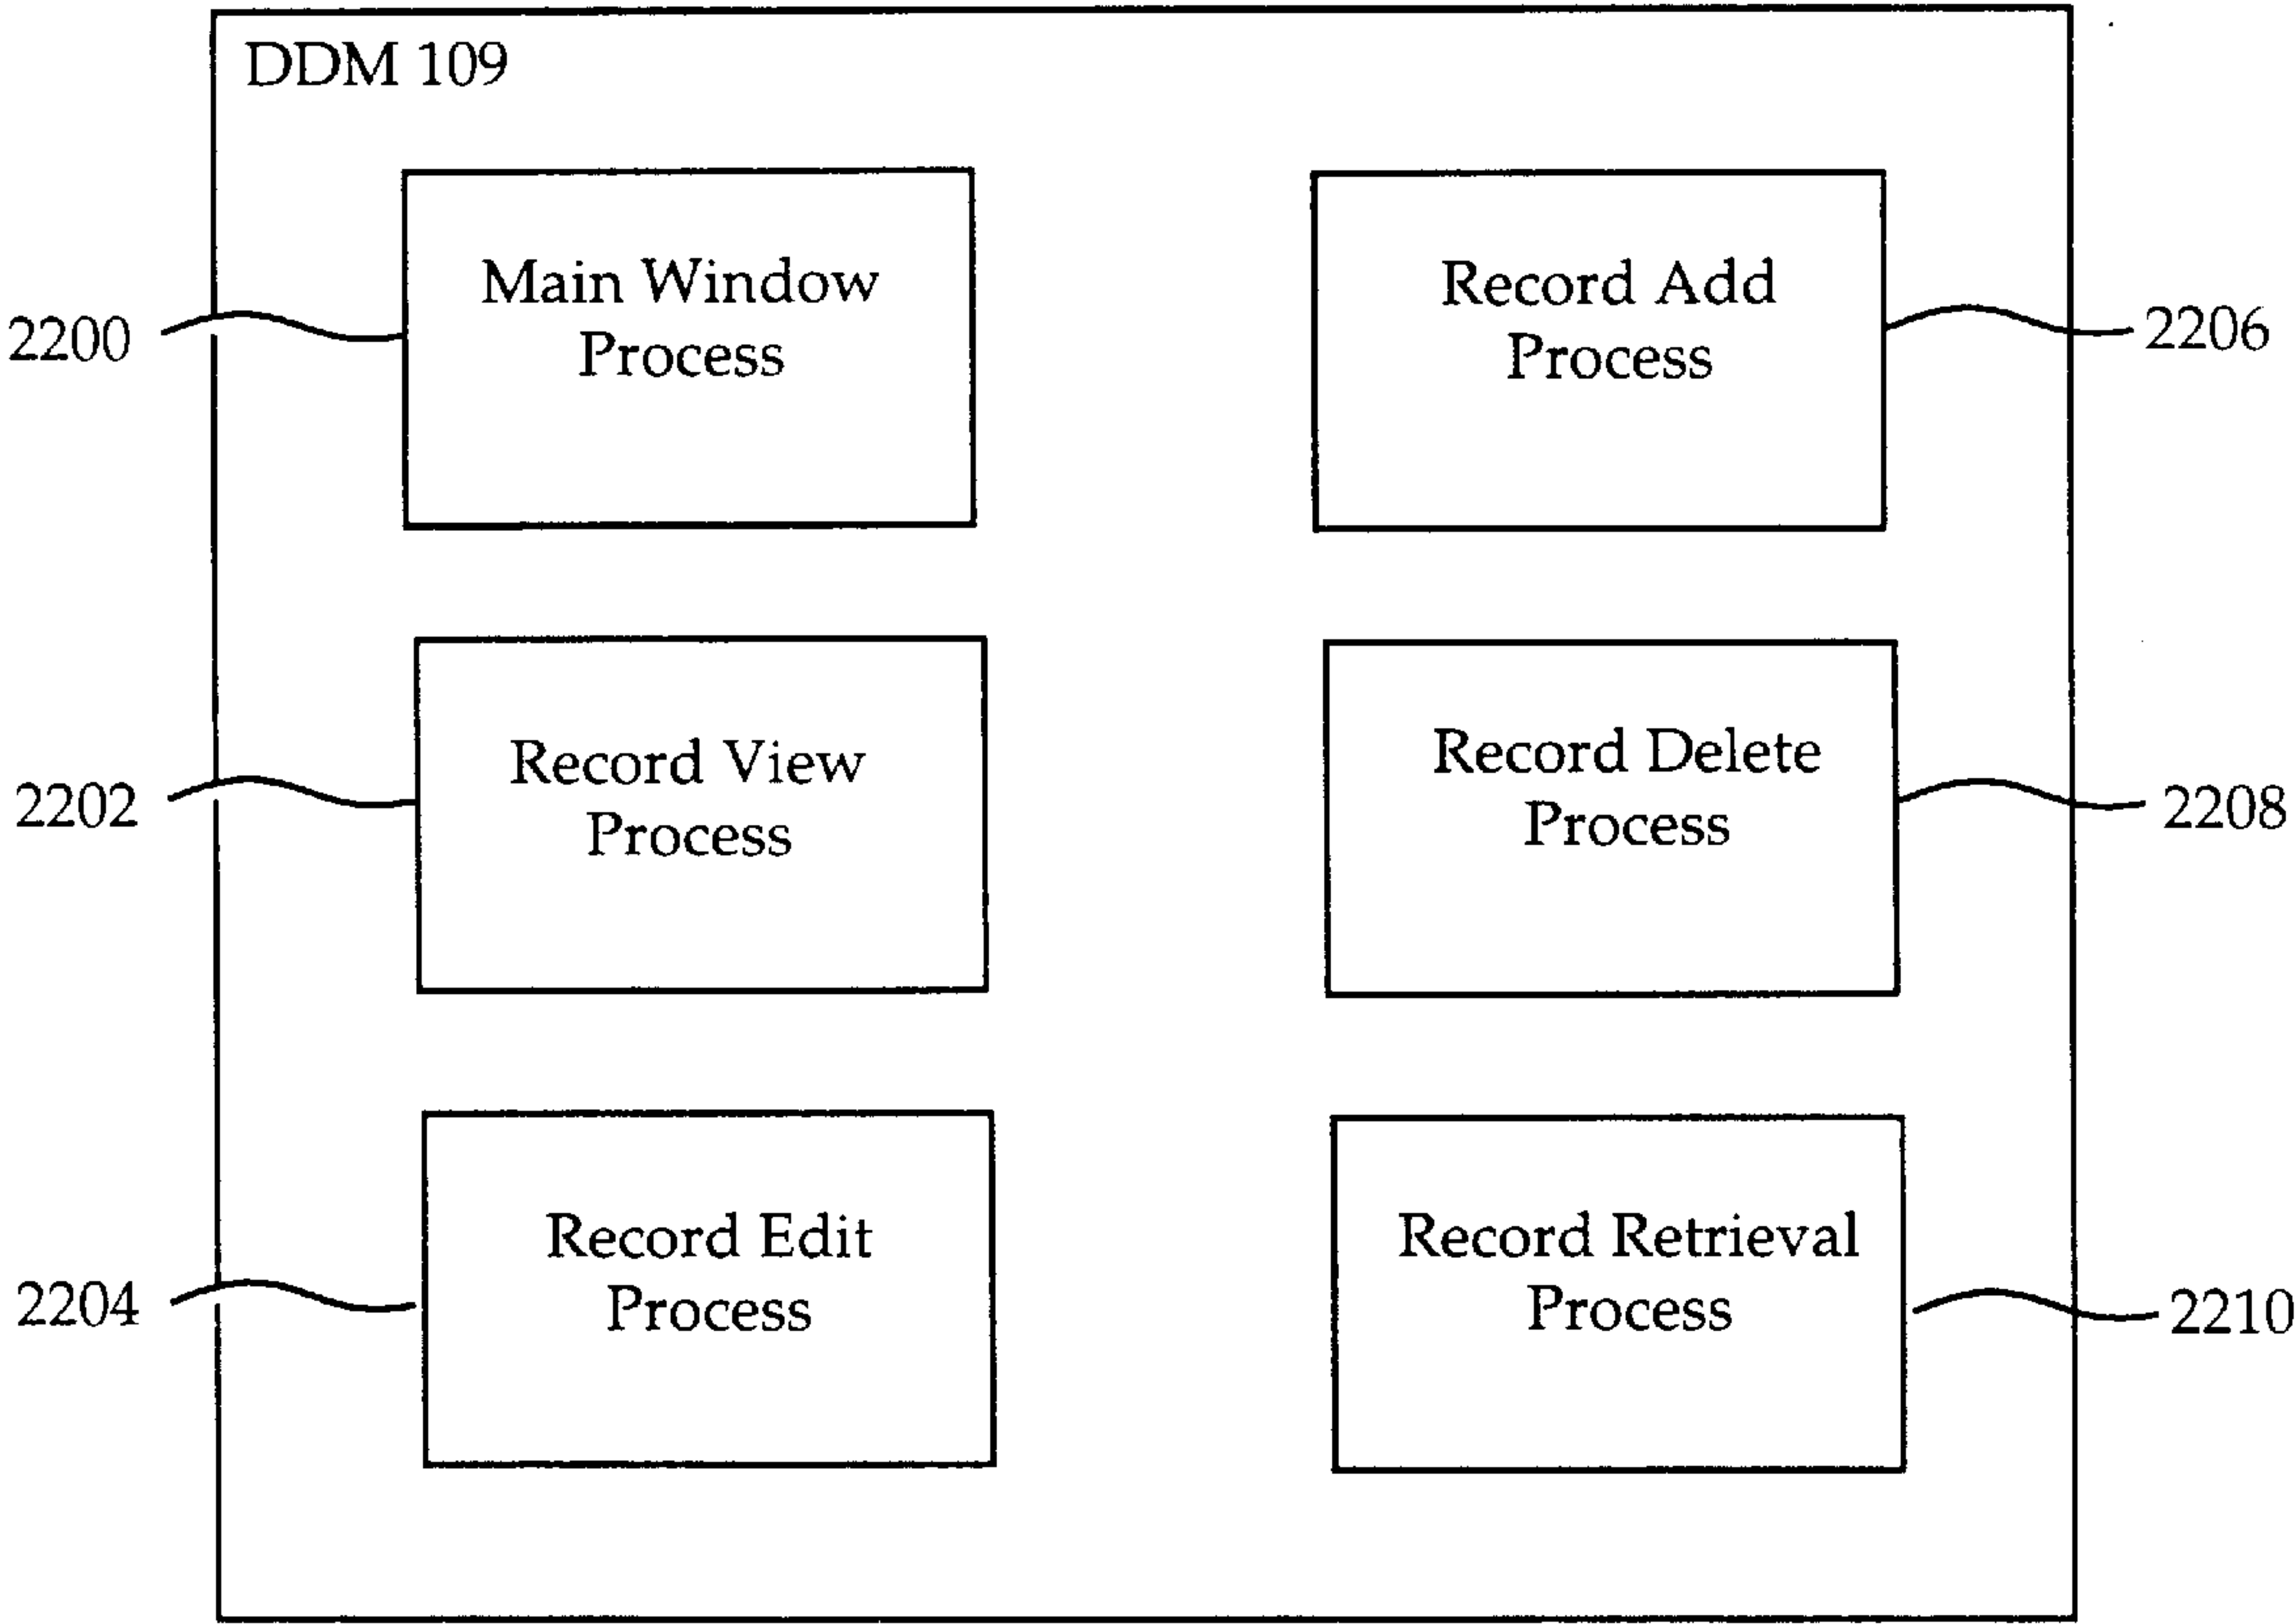 DDM 109
Main Window
Process
2200
Record Add
Process
2206
Record View
Process
2202
Record Delete
Process
2208
Record Edit
Process
2204
Record Retrieval
Process
2210